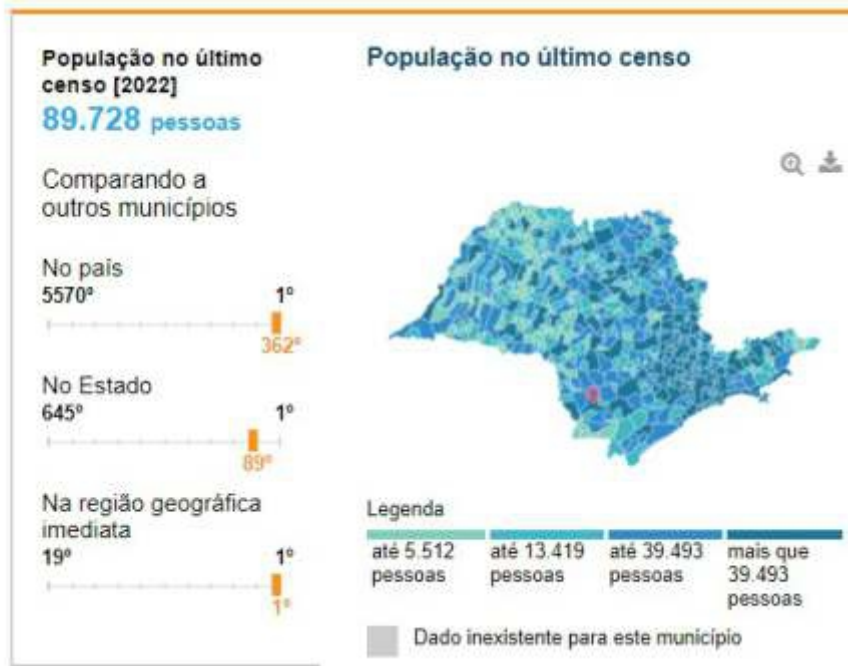 População no último
censo [2022]
89.728 pessoas
Comparando a
outros municípios
No país
5570º 1º
362º
No Estado
645º 1º
89º
Na região geográfica
imediata
19º 1º
1º
População no último censo
Legenda
até 5.512
pessoas
até 13.419
pessoas
até 39.493
pessoas
mais que
39.493
pessoas
Dado inexistente para este município